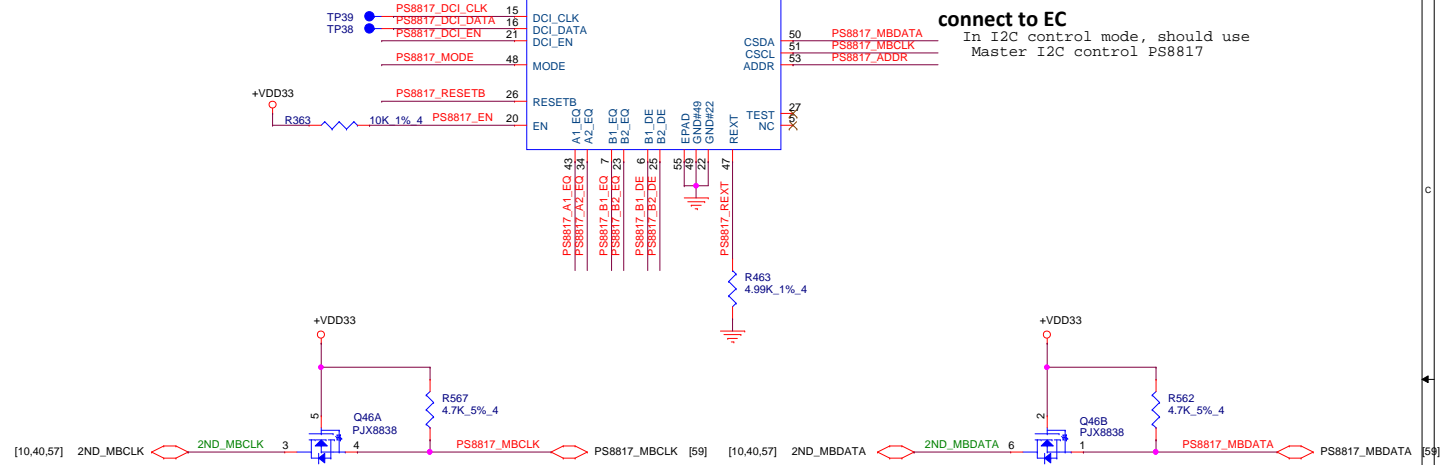 TP39
TP38
PS8817_DCI_CLK
PS8817_DCI_DATA
PS8817_DCI_EN
15
16
21
DCI_CLK
DCI_DATA
DCI_EN
PS8817_MODE
48
MODE
PS8817_RESETB
26
RESETB
+VDD33
R363
10K_1%_4
PS8817_EN
20
EN
connect to EC
In I2C control mode, should use
Master I2C control PS8817
CSDA
50
PS8817_MBDATA
CSCL
51
PS8817_MBCLK
ADDR
53
PS8817_ADDR
TEST
27
NC
5
A1_EQ
A2_EQ
B1_EQ
B2_EQ
B1_DE
B2_DE
EPAD
GND#49
GND#22
REXT
43
34
7
23
6
25
55
49
22
47
PS8817_A1_EQ
PS8817_A2_EQ
PS8817_B1_EQ
PS8817_B2_EQ
PS8817_B1_DE
PS8817_B2_DE
PS8817_REXT
R463
4.99K_1%_4
C
+VDD33
5
R567
4.7K_5%_4
Q46A
PJX8838
[10,40,57]
2ND_MBCLK
2ND_MBCLK
3
4
PS8817_MBCLK
PS8817_MBCLK
[59]
+VDD33
2
R562
4.7K_5%_4
Q46B
PJX8838
[10,40,57]
2ND_MBDATA
2ND_MBDATA
6
1
PS8817_MBDATA
PS8817_MBDATA
[59]